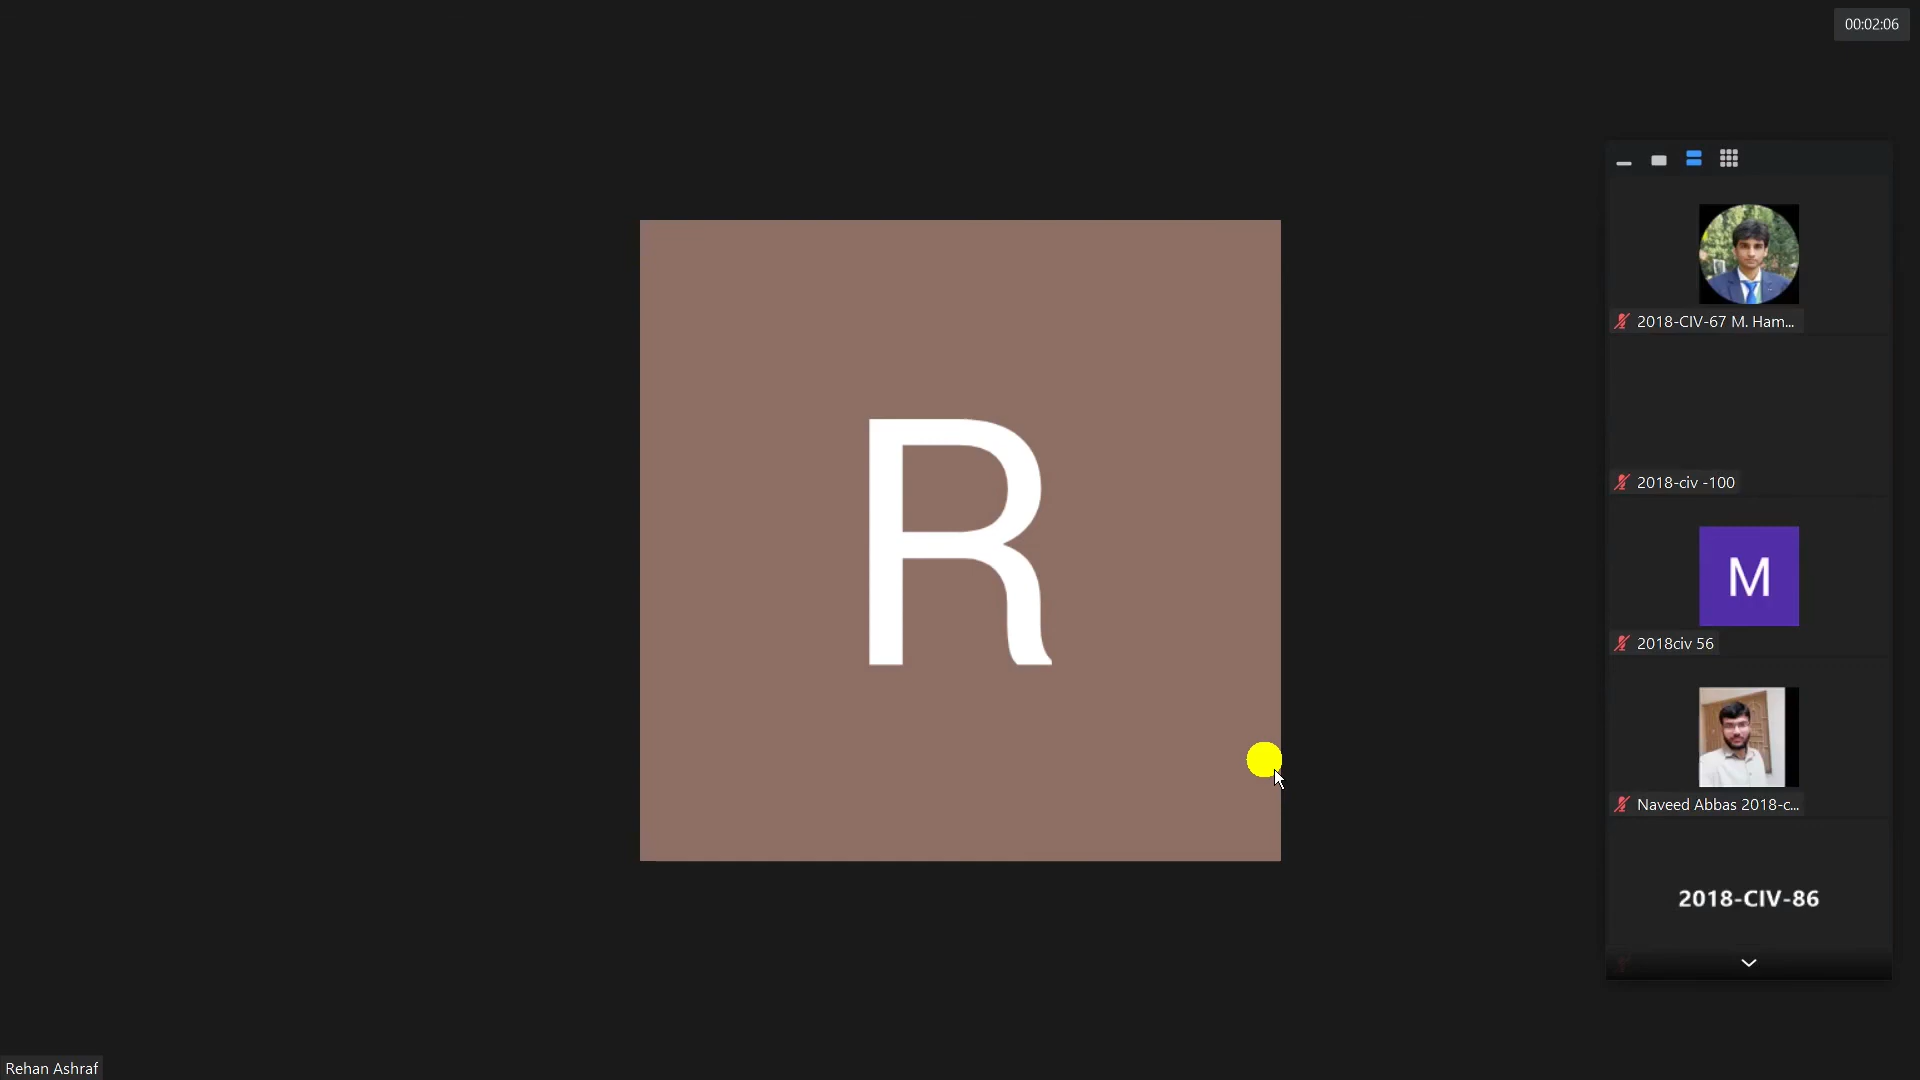 00:02:06
2018-CIV-67 M. Ham...
R
2018-civ -100
M
2018civ 56
Naveed Abbas 2018-c...
2018-CIV-86
Rehan Ashraf